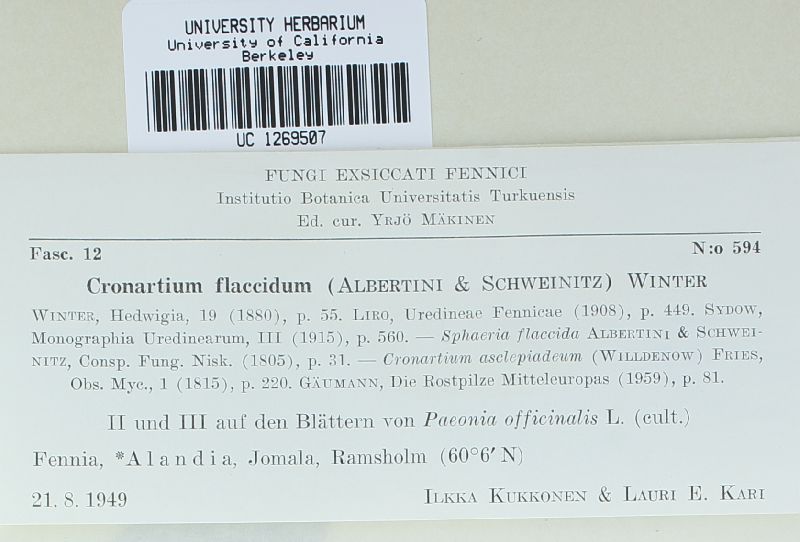 UNIVERSITY HERBARIUM
University of California
Berkeley
UC 1269507
FUNGI EXSICCATI FENNICI
Institutio Botanica Universitatis Turkuensis
Ed. cur. YRJÖ MÄKINEN
Fasc. 12 N:o 594
Cronartium flaccidum (ALBERTINI & SCHWEINITZ) WINTER
WINTER, Hedwigia, 19 (1880), p. 55. LIRO, Uredineae Fennicae (1908), p. 449. SYDOW,
Monographia Uredinearum, III (1915), p. 560. — Sphaeria flaccida ALBERTINI & SCHWEI-
NITZ, Consp. Fung. Nisk. (1805), p. 31. — Cronartium asclepiadeum (WILLDENOW) FRIES,
Obs. Myc., 1 (1815), p. 220. GÄUMANN, Die Rostpilze Mitteleuropas (1959), p. 81.
II und III auf den Blättern von Paeonia officinalis L. (cult.)
Fennia, *Alandia, Jomala, Ramsholm (60°6′ N)
21. 8. 1949 ILKKA KUKKONEN & LAURI E. KARI